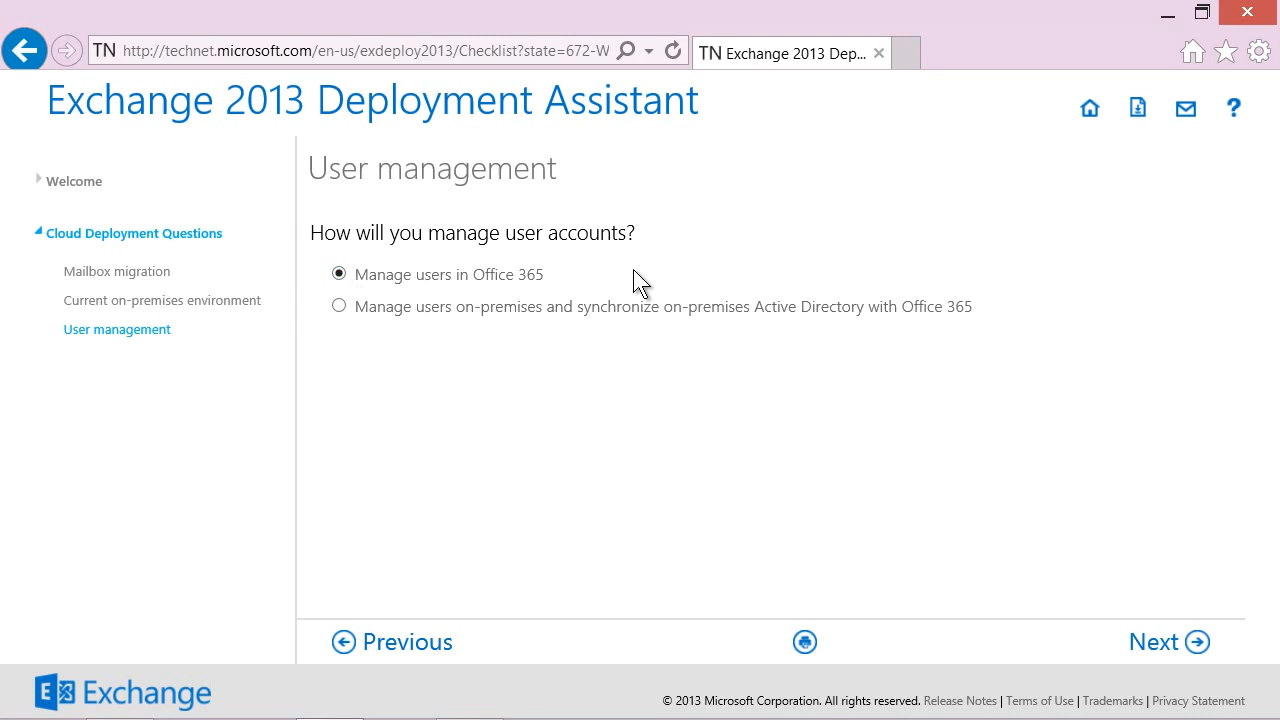 TN http://technet.microsoft.com/en-us/exdeploy2013/Checklist?state=672-W
TN Exchange 2013 Dep...
Exchange 2013 Deployment Assistant
?
Welcome
Cloud Deployment Questions
Mailbox migration
Current on-premises environment
User management
User management
How will you manage user accounts?
Manage users in Office 365
Manage users on-premises and synchronize on-premises Active Directory with Office 365
Previous
Next
E Exchange
© 2013 Microsoft Corporation. All rights reserved. Release Notes | Terms of Use | Trademarks | Privacy Statement